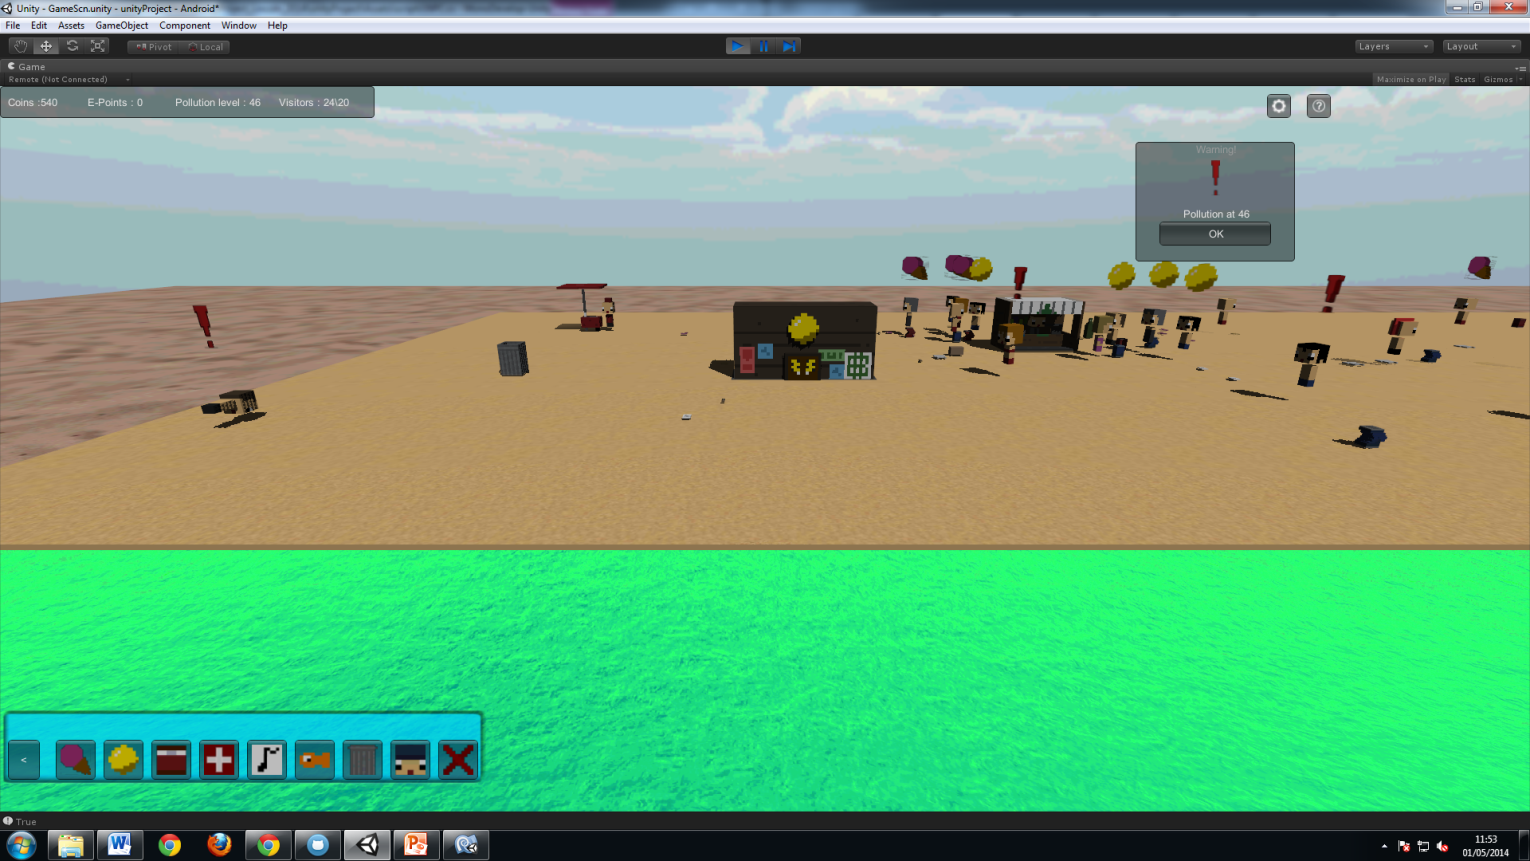 Unity - GameScn.unity - unityProject - Android*
File Edit Assets GameObject Component Window Help
Pivot Local Layers Layout
Game
Remote (Not Connected) Maximize on Play Stats Gizmos
Coins :540 E-Points : 0 Pollution level : 46 Visitors : 24\20
Warning!
Pollution at 46
OK
<
True
11:53
01/05/2014